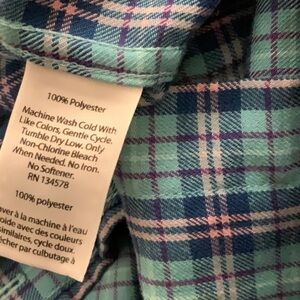 100% Polyester
Machine Wash Cold With
Like Colors, Gentle Cycle.
Tumble Dry Low. Only
Non-Chlorine Bleach
When Needed. No Iron.
No Softener.
RN 134578
100% polyester
aver à la machine à l'eau
oide avec des couleurs
similaires, cycle doux.
écher par culbutage à